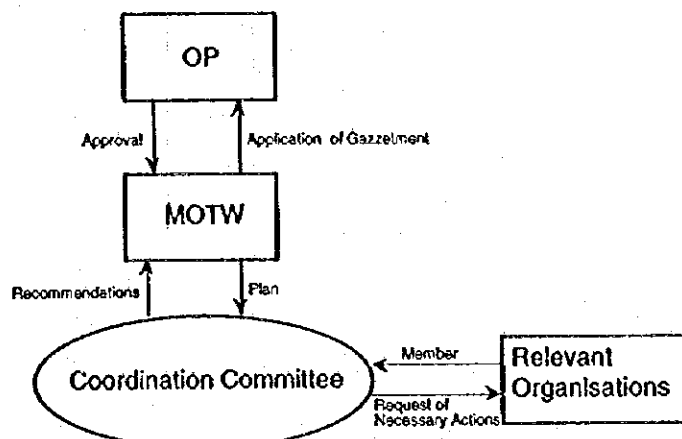 OP
Approval
Application of Gazzetment
MOTW
Recommendations
Plan
Coordination Committee
Member
Relevant
Organisations
Request of
Necessary Actions